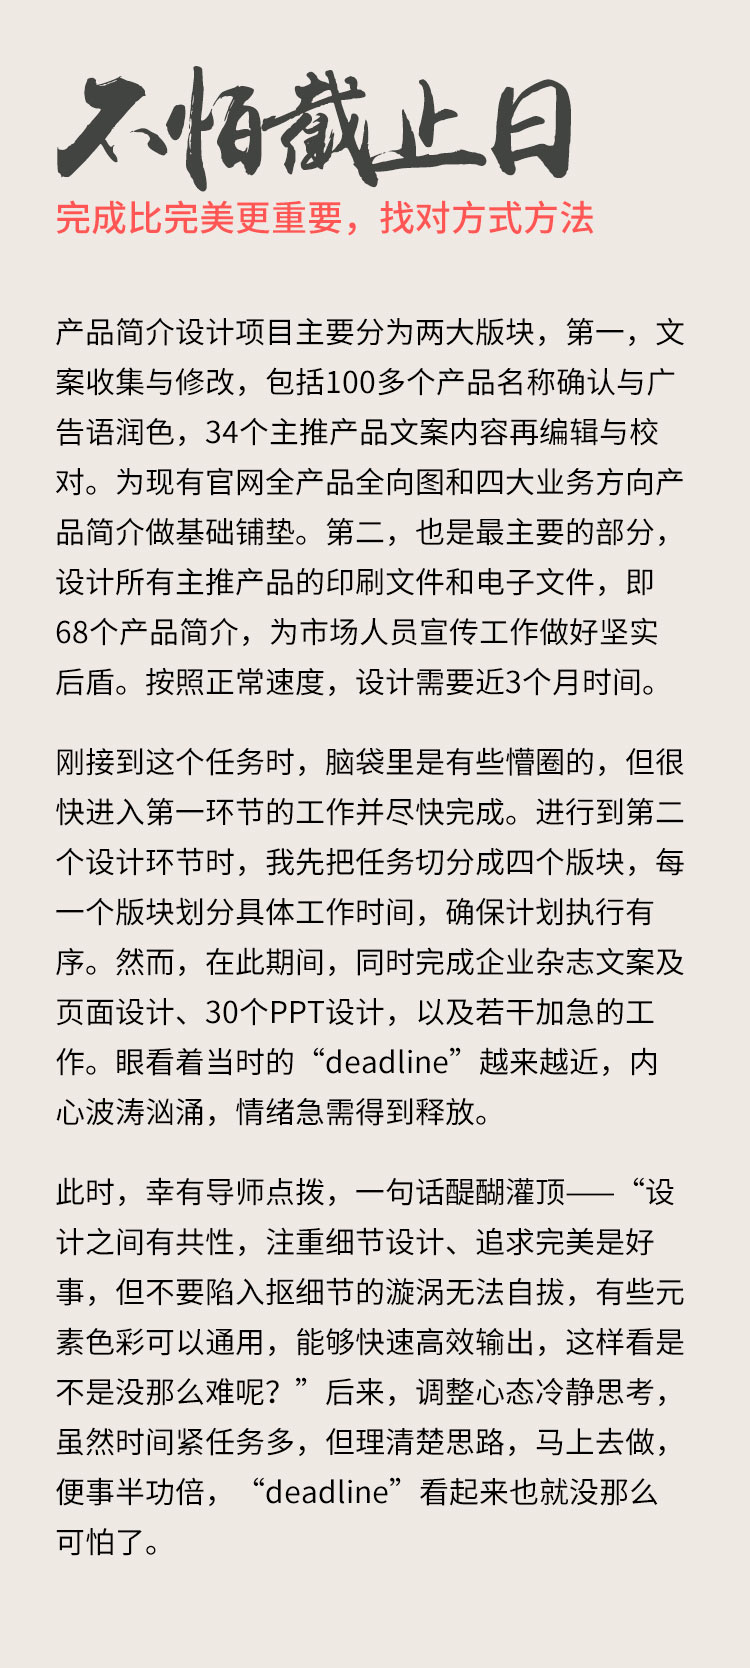 不怕截止日
完成比完美更重要，找对方式方法
产品简介设计项目主要分为两大版块，第一，文
案收集与修改，包括100多个产品名称确认与广
告语润色，34个主推产品文案内容再编辑与校
对。为现有官网全产品全向图和四大业务方向产
品简介做基础铺垫。第二，也是最主要的部分，
设计所有主推产品的印刷文件和电子文件，即
68个产品简介，为市场人员宣传工作做好坚实
后盾。按照正常速度，设计需要近3个月时间。
刚接到这个任务时，脑袋里是有些懵圈的，但很
快进入第一环节的工作并尽快完成。进行到第二
个设计环节时，我先把任务切分成四个版块，每
一个版块划分具体工作时间，确保计划执行有
序。然而，在此期间，同时完成企业杂志文案及
页面设计、30个PPT设计，以及若干加急的工
作。眼看着当时的“deadline”越来越近，内
心波涛汹涌，情绪急需得到释放。
此时，幸有导师点拨，一句话醍醐灌顶——“设
计之间有共性，注重细节设计、追求完美是好
事，但不要陷入抠细节的漩涡无法自拔，有些元
素色彩可以通用，能够快速高效输出，这样看是
不是没那么难呢？”后来，调整心态冷静思考，
虽然时间紧任务多，但理清楚思路，马上去做，
便事半功倍，“deadline”看起来也就没那么
可怕了。